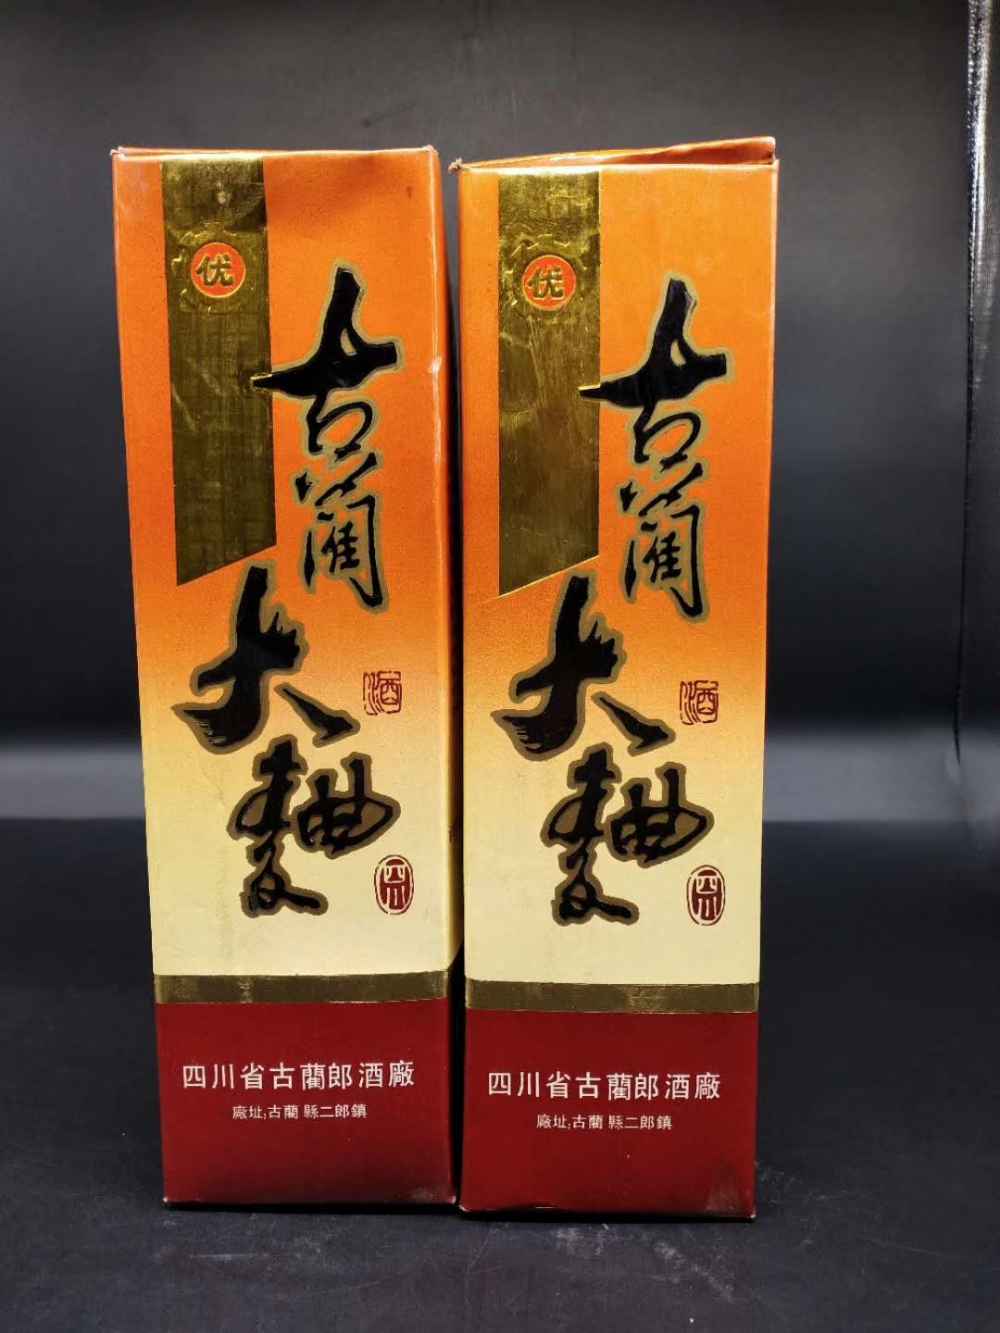 优
古藺
大麯
酒
四川
四川省古藺郎酒廠
廠址:古藺縣二郎鎮
优
古藺
大麯
酒
四川
四川省古藺郎酒廠
廠址:古藺縣二郎鎮